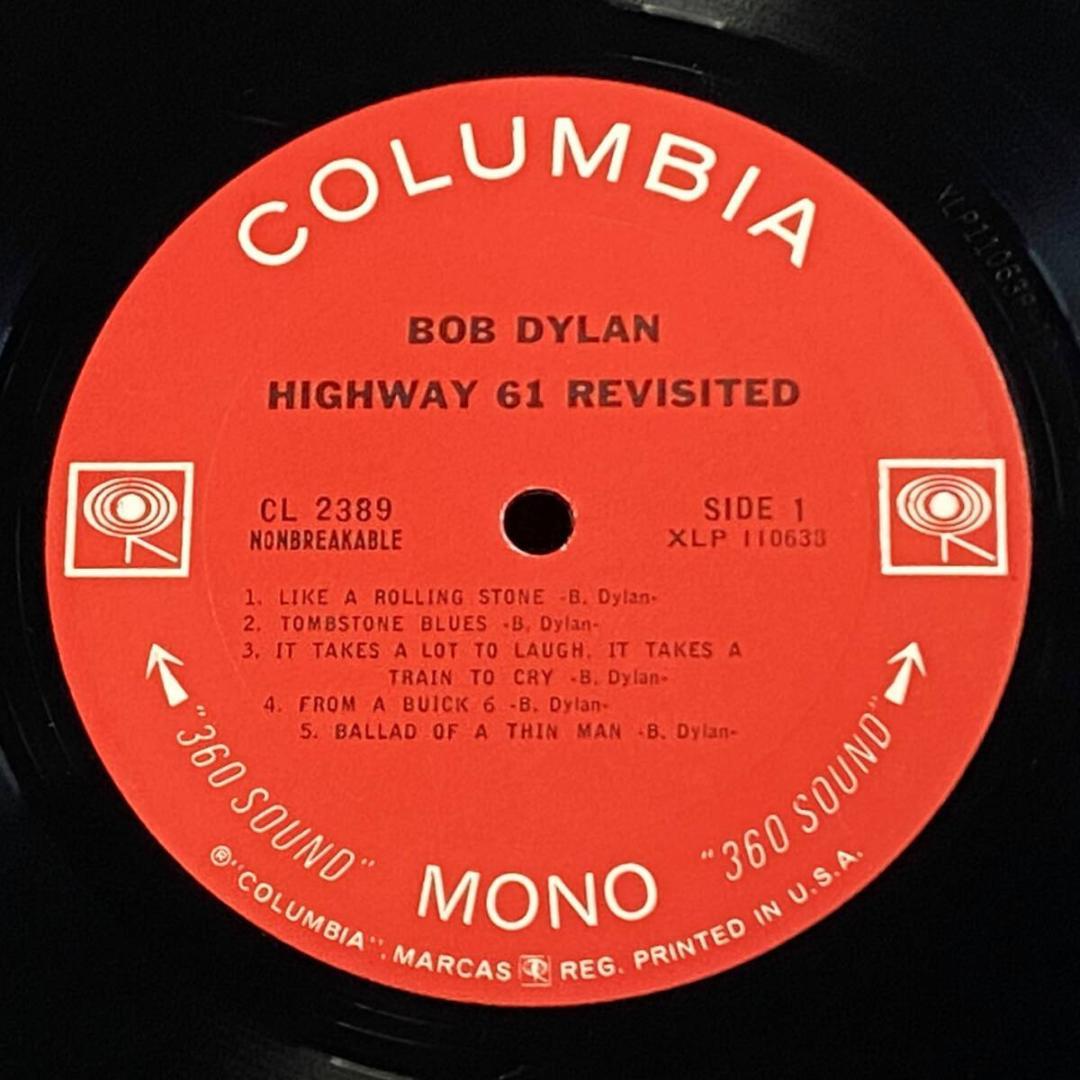 COLUMBIA
BOB DYLAN
HIGHWAY 61 REVISITED
CL 2389
NONBREAKABLE
SIDE 1
XLP 110638
1. LIKE A ROLLING STONE -B. Dylan-
2. TOMBSTONE BLUES -B. Dylan-
3. IT TAKES A LOT TO LAUGH, IT TAKES A
TRAIN TO CRY -B. Dylan-
4. FROM A BUICK 6 -B. Dylan-
5. BALLAD OF A THIN MAN -B. Dylan-
"360 SOUND"
MONO
"360 SOUND"
®"COLUMBIA", MARCAS REG. PRINTED IN U.S.A.